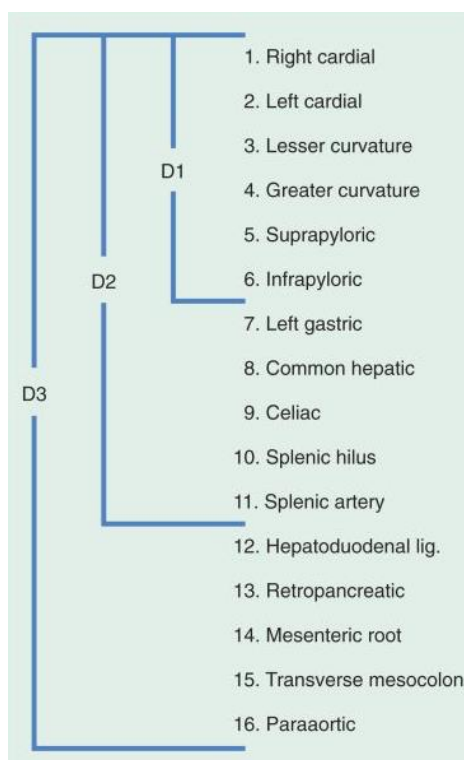 1. Right cardial
2. Left cardial
3. Lesser curvature
D1
4. Greater curvature
5. Suprapyloric
D2
6. Infrapyloric
7. Left gastric
8. Common hepatic
D3
9. Celiac
10. Splenic hilus
11. Splenic artery
12. Hepatoduodenal lig.
13. Retropancreatic
14. Mesenteric root
15. Transverse mesocolon
16. Paraaortic